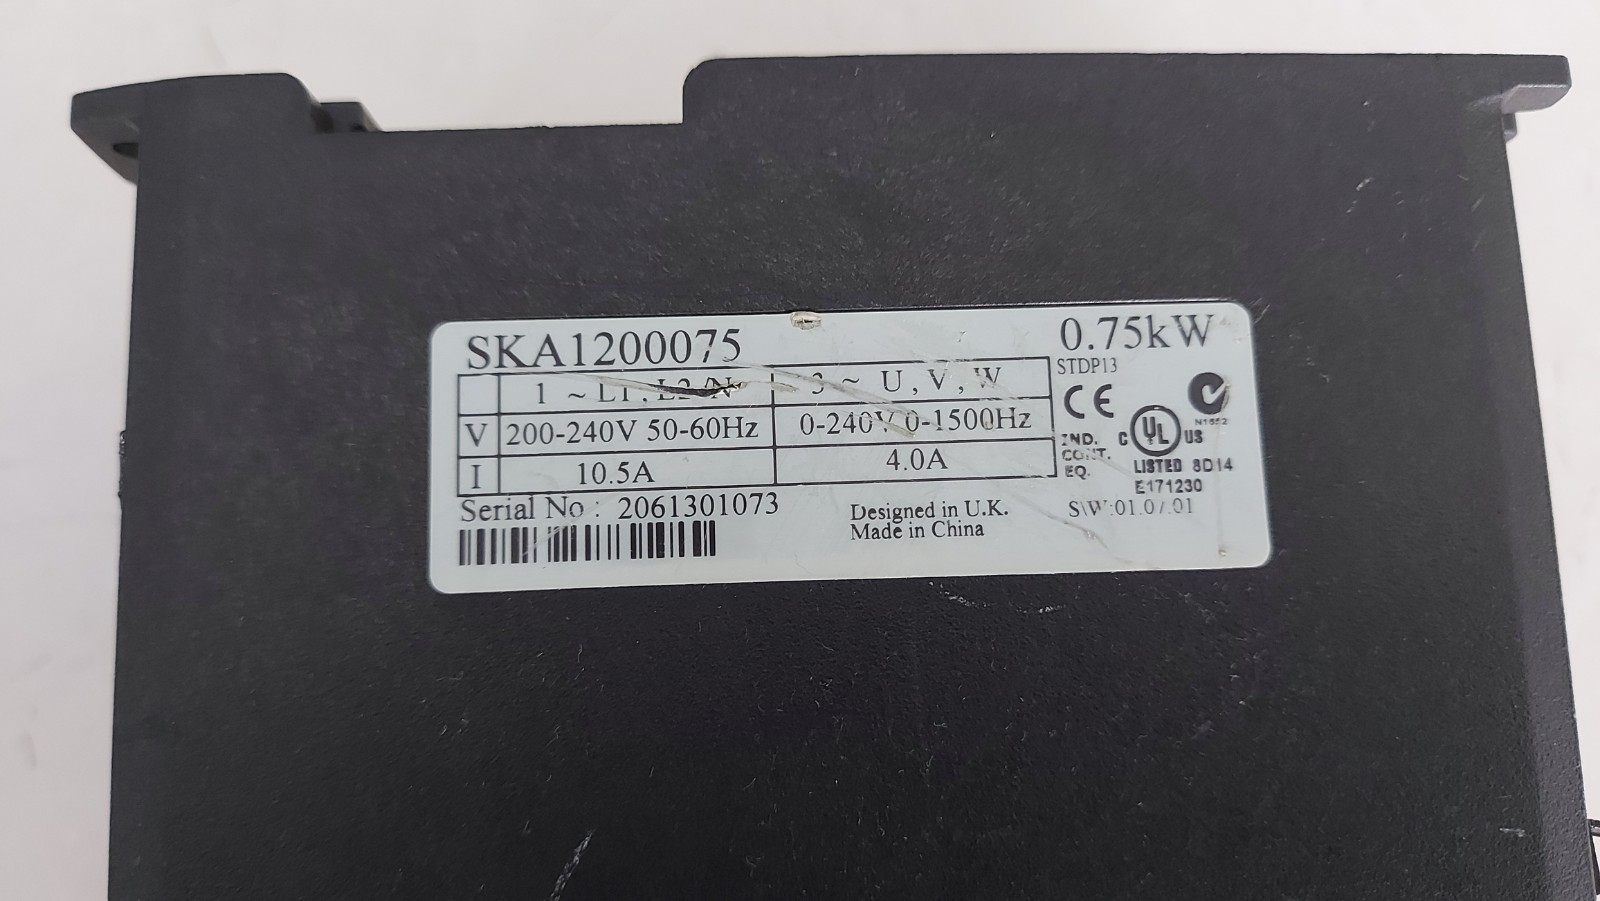 SKA1200075
0.75kW
STDP13
1 ~ L1, L2/N
3 ~ U, V, W
V
200-240V 50-60Hz
0-240V 0-1500Hz
I
10.5A
4.0A
CE
N1652
IND.
CONT.
EQ.
C UL US
LISTED 8D14
E171230
Serial No : 2061301073
Designed in U.K.
Made in China
S\W:01.07.01